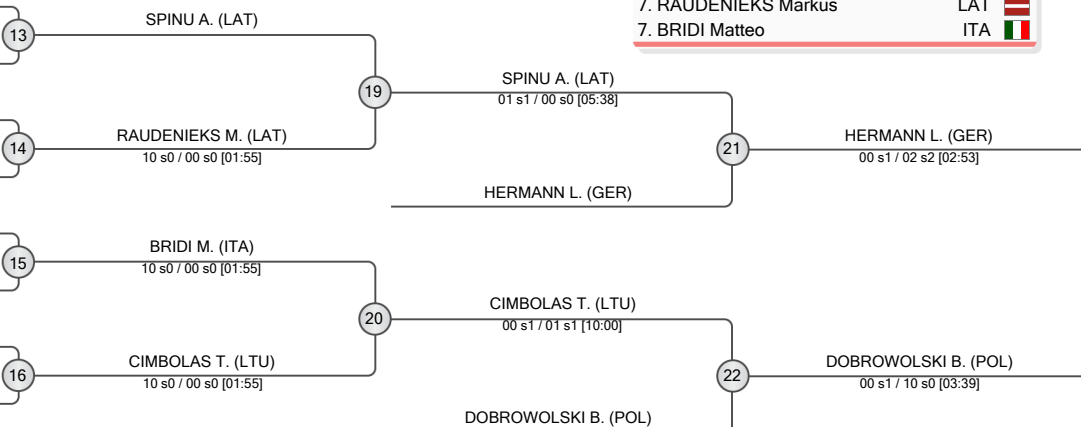 7. RAUDENIEKS Markus LAT
7. BRIDI Matteo ITA
13
SPINU A. (LAT)
19
SPINU A. (LAT)
01 s1 / 00 s0 [05:38]
14
RAUDENIEKS M. (LAT)
10 s0 / 00 s0 [01:55]
21
HERMANN L. (GER)
00 s1 / 02 s2 [02:53]
HERMANN L. (GER)
15
BRIDI M. (ITA)
10 s0 / 00 s0 [01:55]
20
CIMBOLAS T. (LTU)
00 s1 / 01 s1 [10:00]
16
CIMBOLAS T. (LTU)
10 s0 / 00 s0 [01:55]
22
DOBROWOLSKI B. (POL)
00 s1 / 10 s0 [03:39]
DOBROWOLSKI B. (POL)